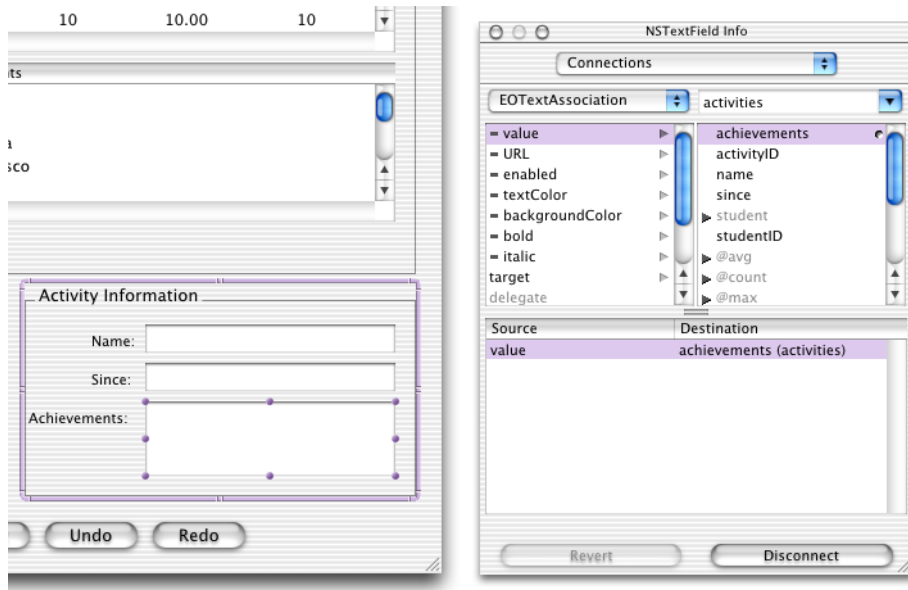 10 10.00 10
ts
a
sco
Activity Information
Name:
Since:
Achievements:
Undo Redo
NSTextField Info
Connections
EOTextAssociation activities
= value achievements
= URL activityID
= enabled name
= textColor since
= backgroundColor student
= bold studentID
= italic @avg
target @count
delegate @max
Source Destination
value achievements (activities)
Revert Disconnect